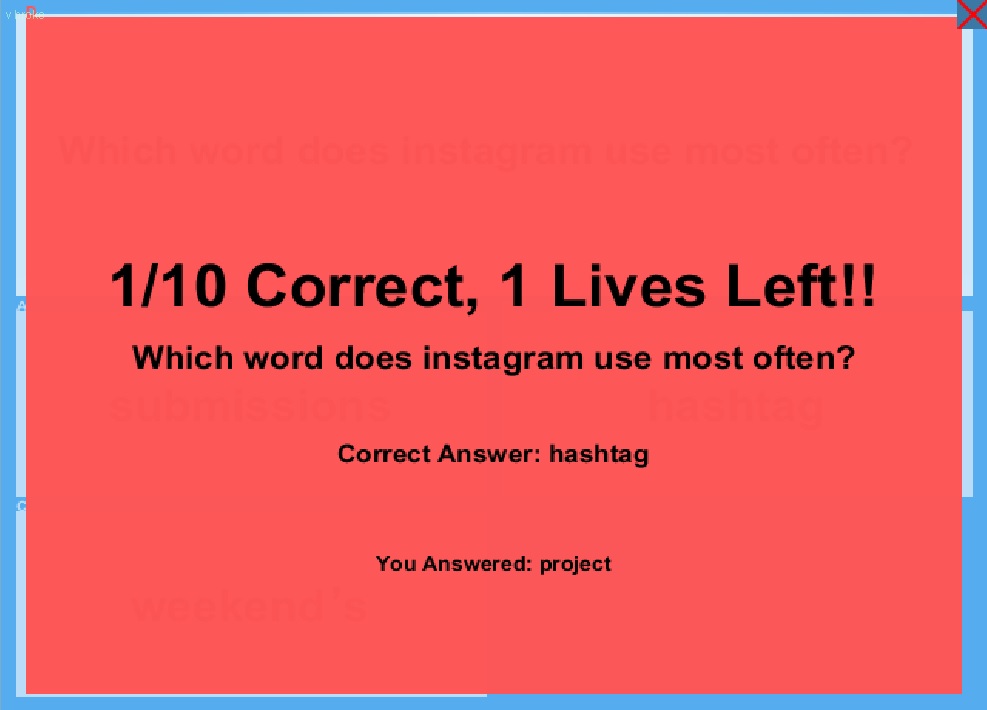 D
Which word does instagram use most often?
1/10 Correct, 1 Lives Left!!
Which word does instagram use most often?
A
submissions
hashtag
Correct Answer: hashtag
C
You Answered: project
weekend's